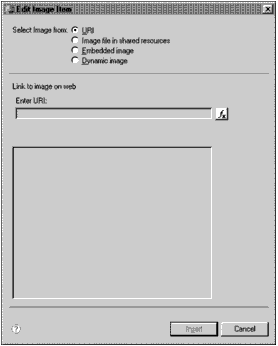 Edit Image Item
Select Image from: URI
Image file in shared resources
Embedded image
Dynamic image
Link to image on web
Enter URI:
fx
Insert Cancel